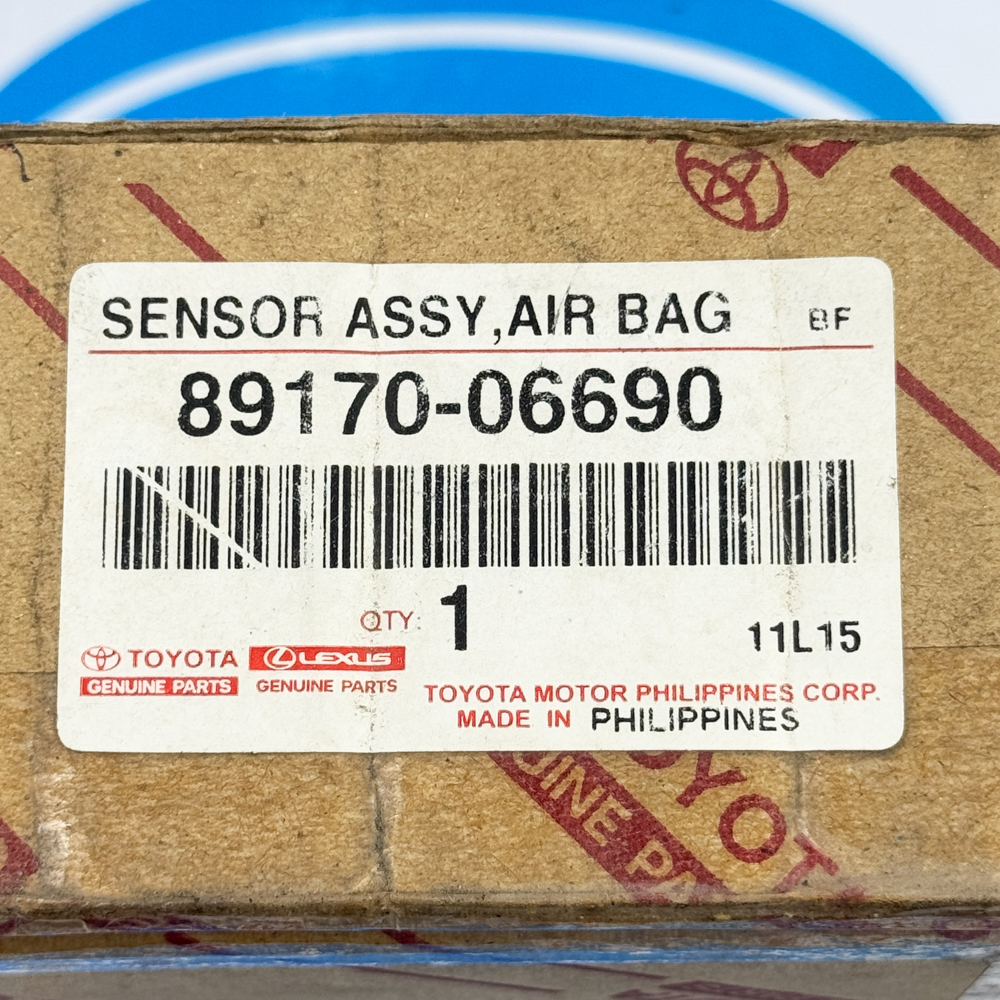 SENSOR ASSY,AIR BAG BF
89170-06690
QTY: 1
11L15
TOYOTA LEXUS
GENUINE PARTS GENUINE PARTS
TOYOTA MOTOR PHILIPPINES CORP.
MADE IN PHILIPPINES